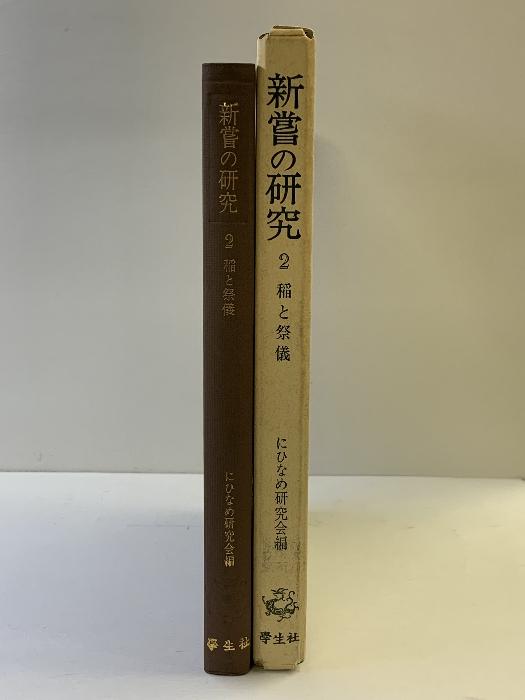 新嘗の研究
2 稲と祭儀
にひなめ研究会編
學生社
新嘗の研究
2 稲と祭儀
にひなめ研究会編
學生社